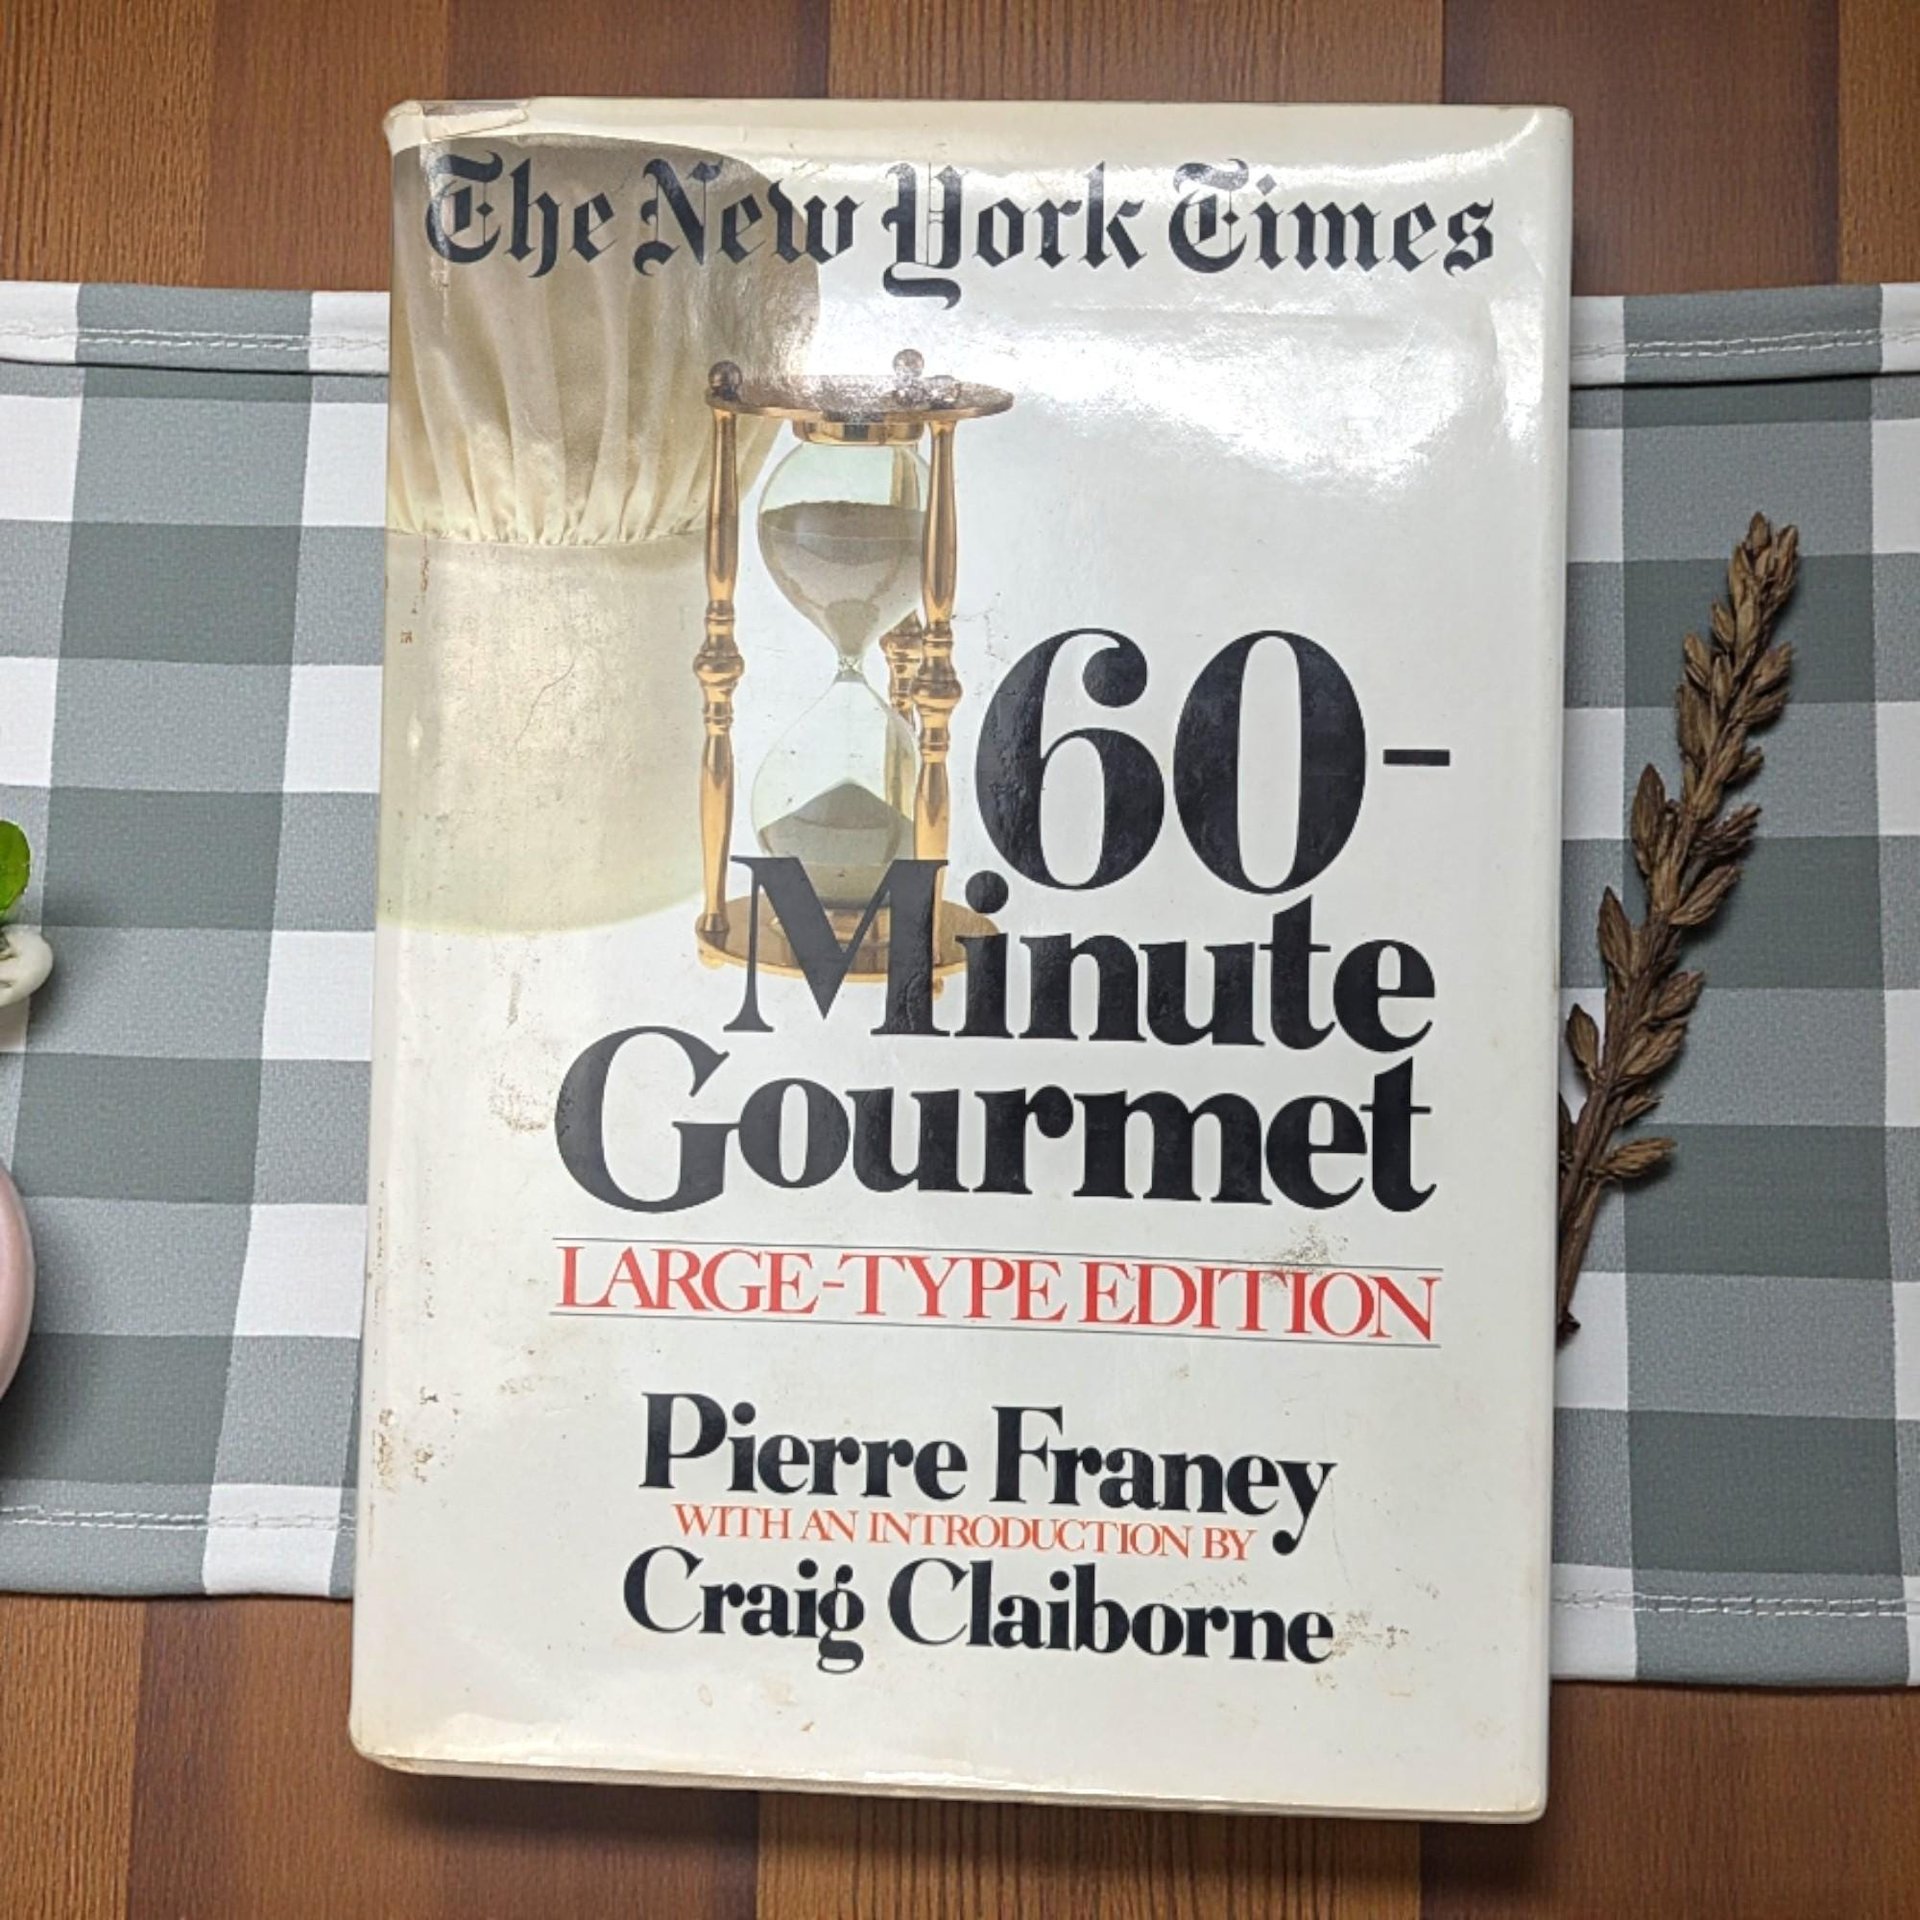 The New York Times
60-
Minute
Gourmet
LARGE-TYPE EDITION
Pierre Franey
WITH AN INTRODUCTION BY
Craig Claiborne